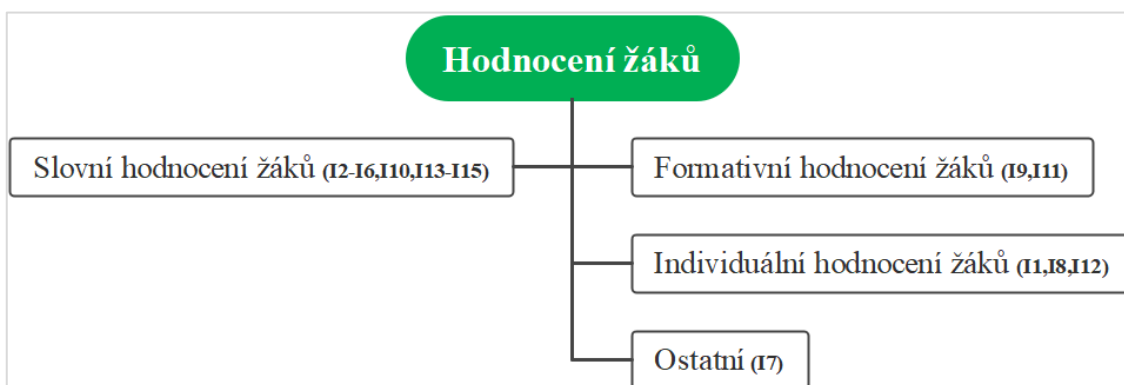 Hodnocení žáků
Slovní hodnocení žáků (I2-I6,I10,I13-I15)
Formativní hodnocení žáků (I9,I11)
Individuální hodnocení žáků (I1,I8,I12)
Ostatní (I7)